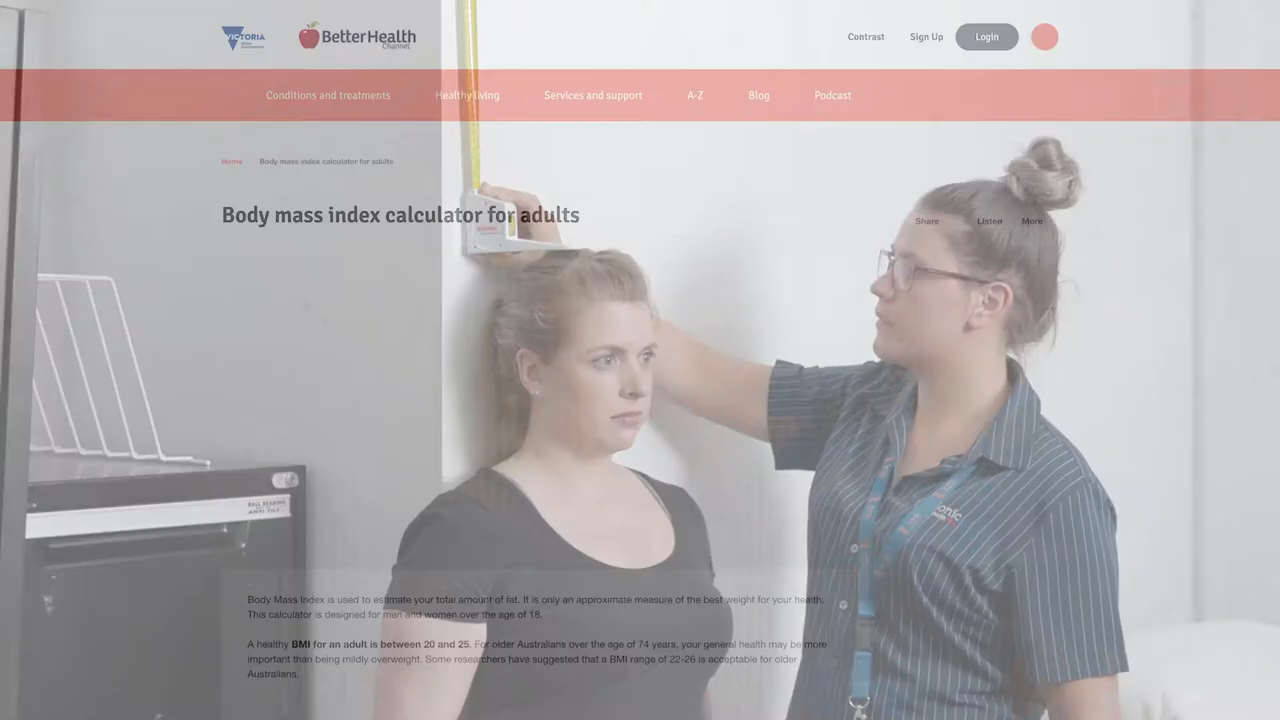 VICTORIA
BetterHealth
Channel
Contrast
Sign Up
Login
Conditions and treatments
Healthy living
Services and support
A-Z
Blog
Podcast
Home
Body mass index calculator for adults
Body mass index calculator for adults
Share
Listen
More
BALL BEARING
ANTI TILT
onic
Body Mass Index is used to estimate your total amount of fat. It is only an approximate measure of the best weight for your health.
This calculator is designed for men and women over the age of 18.
A healthy BMI for an adult is between 20 and 25. For older Australians over the age of 74 years, your general health may be more
important than being mildly overweight. Some researchers have suggested that a BMI range of 22-26 is acceptable for older
Australians.